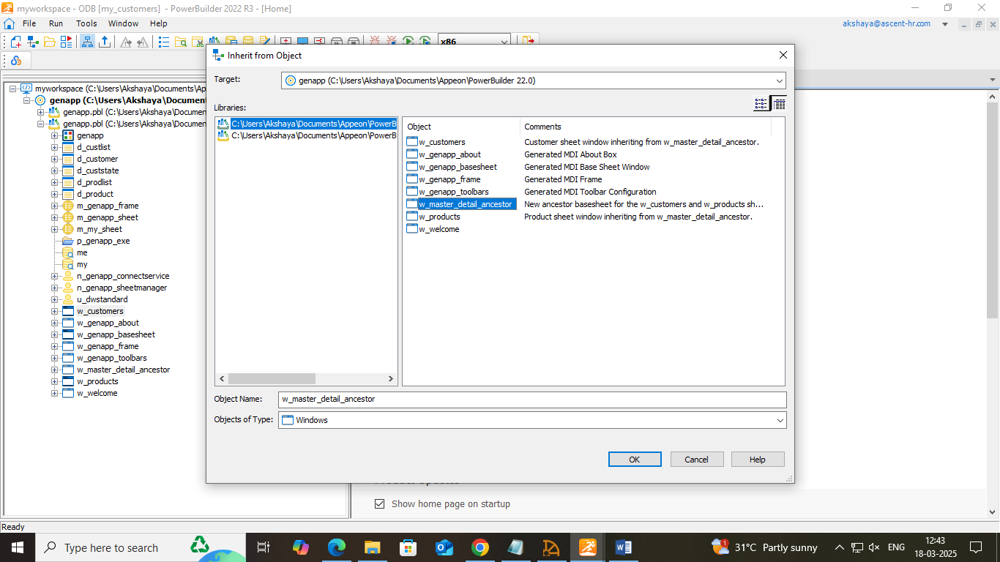 myworkspace - ODB [my_customers]  - PowerBuilder 2022 R3 - [Home]
File Run Tools Window Help
akshaya@ascent-hr.com
x86
Inherit from Object
Target: genapp (C:\Users\Akshaya\Documents\Appeon\PowerBuilder 22.0)
Libraries:
C:\Users\Akshaya\Documents\Appeon\PowerB
C:\Users\Akshaya\Documents\Appeon\PowerB
Object Comments
w_customers Customer sheet window inheriting from w_master_detail_ancestor.
w_genapp_about Generated MDI About Box
w_genapp_basesheet Generated MDI Base Sheet Window
w_genapp_frame Generated MDI Frame
w_genapp_toolbars Generated MDI Toolbar Configuration
w_master_detail_ancestor New ancestor basesheet for the w_customers and w_products sh...
w_products Product sheet window inheriting from w_master_detail_ancestor.
w_welcome
Object Name: w_master_detail_ancestor
Objects of Type: Windows
OK Cancel Help
myworkspace (C:\Users\Akshaya\Documents\Ap
genapp (C:\Users\Akshaya\Document
genapp.pbl (C:\Users\Akshaya\Documen
genapp.pbl (C:\Users\Akshaya\Documen
genapp
d_custlist
d_customer
d_custstate
d_prodlist
d_product
m_genapp_frame
m_genapp_sheet
m_my_sheet
p_genapp_exe
me
my
n_genapp_connectservice
n_genapp_sheetmanager
u_dwstandard
w_customers
w_genapp_about
w_genapp_basesheet
w_genapp_frame
w_genapp_toolbars
w_master_detail_ancestor
w_products
w_welcome
Show home page on startup
Ready
Type here to search
31°C Partly sunny
ENG
12:43
18-03-2025